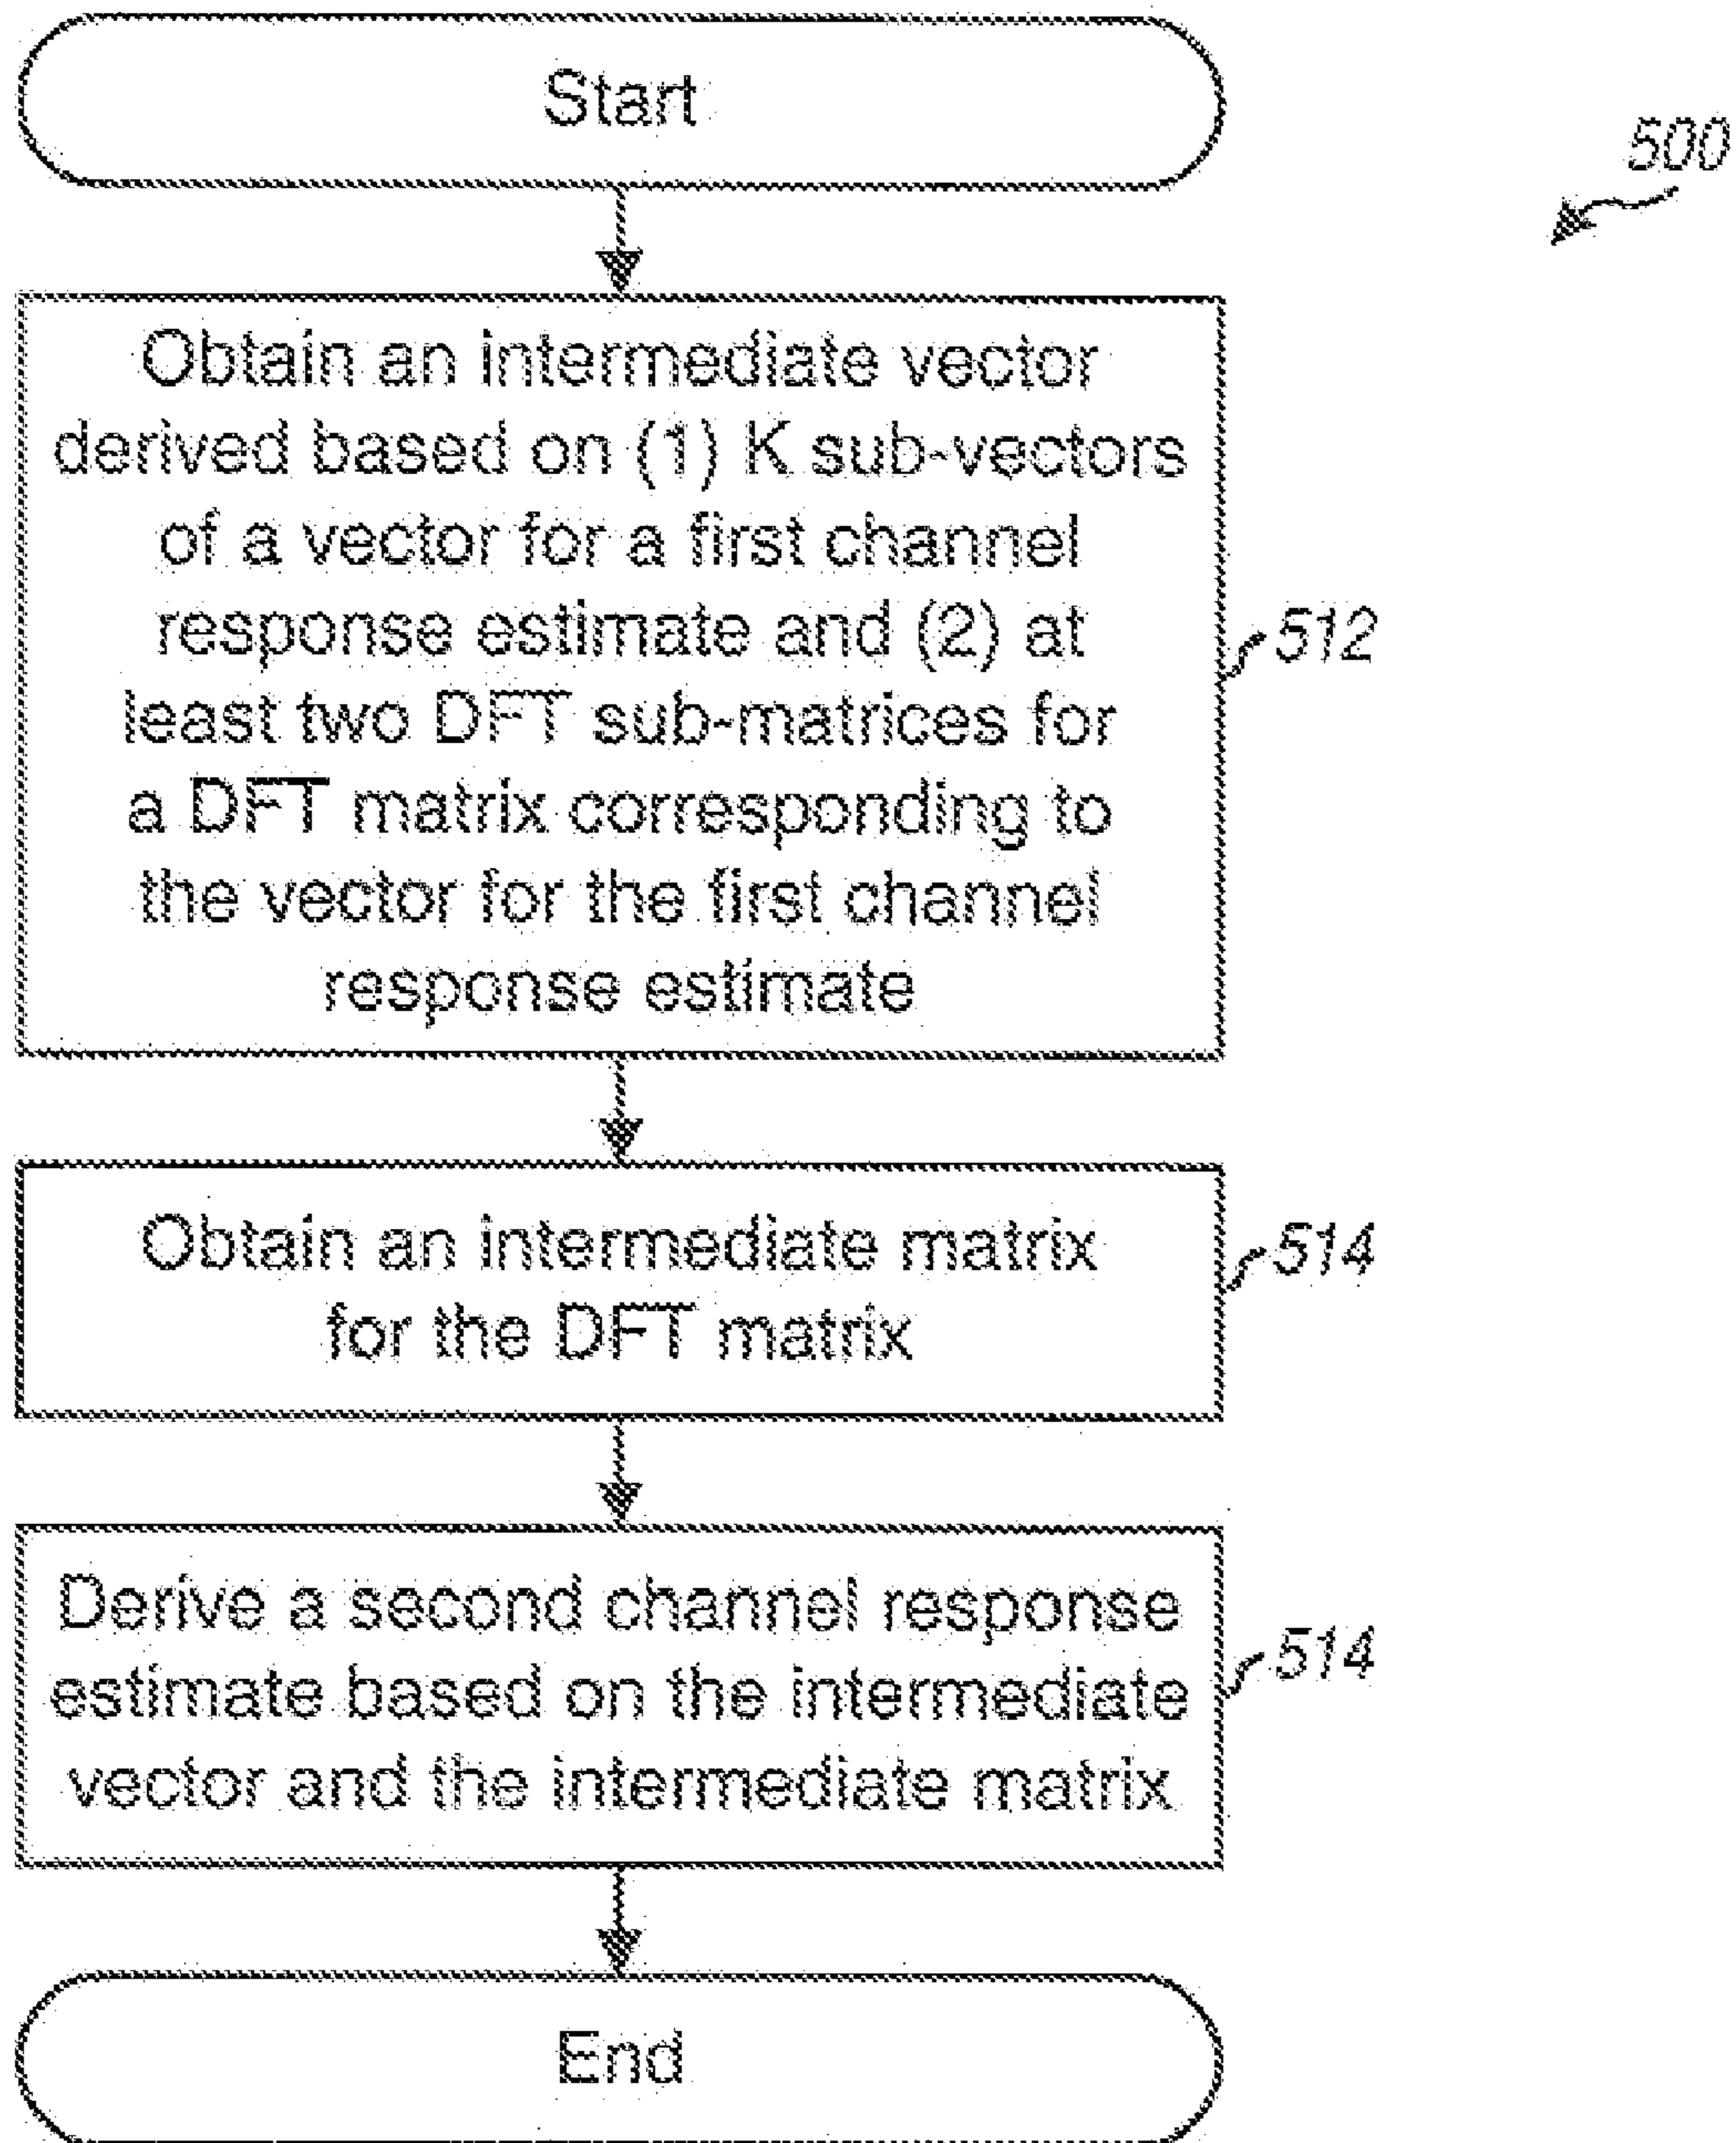 Start
500
Obtain an intermediate vector
derived based on (1) K sub-vectors
of a vector for a first channel
response estimate and (2) at
least two DFT sub-matrices for
a DFT matrix corresponding to
the vector for the first channel
response estimate
512
Obtain an intermediate matrix
for the DFT matrix
514
Derive a second channel response
estimate based on the intermediate
vector and the intermediate matrix
514
End